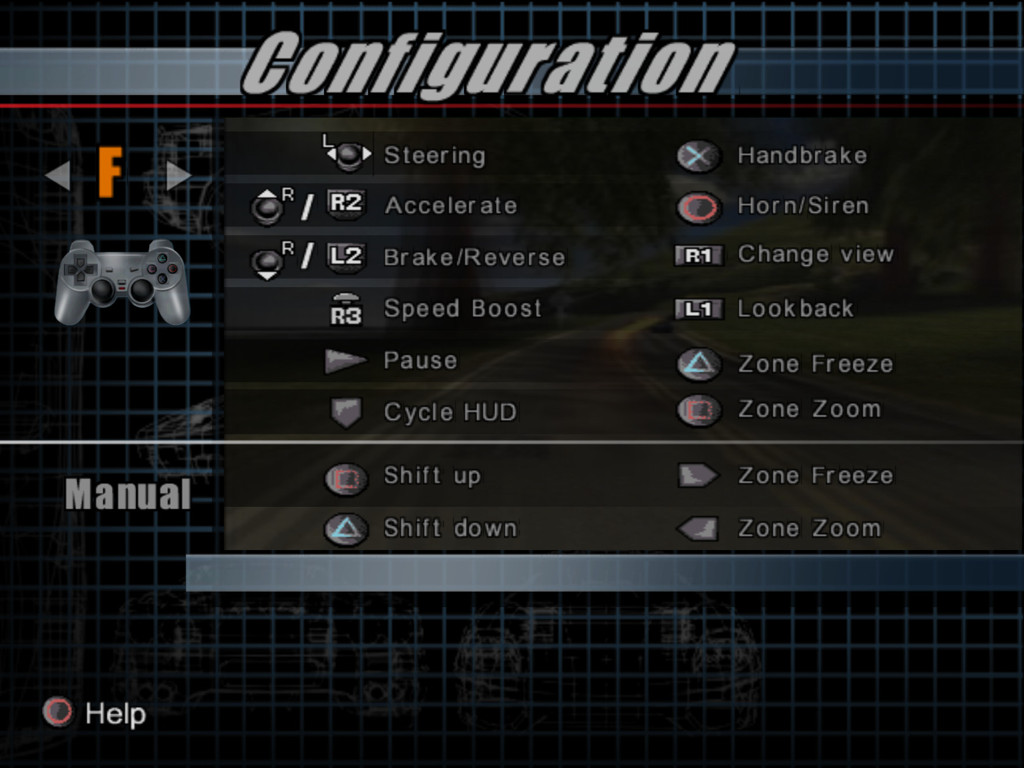 Configuration
F
L Steering
Handbrake
R / R2 Accelerate
Horn/Siren
R / L2 Brake/Reverse
R1 Change view
R3 Speed Boost
L1 Lookback
Pause
Zone Freeze
Cycle HUD
Zone Zoom
Manual
Shift up
Zone Freeze
Shift down
Zone Zoom
Help